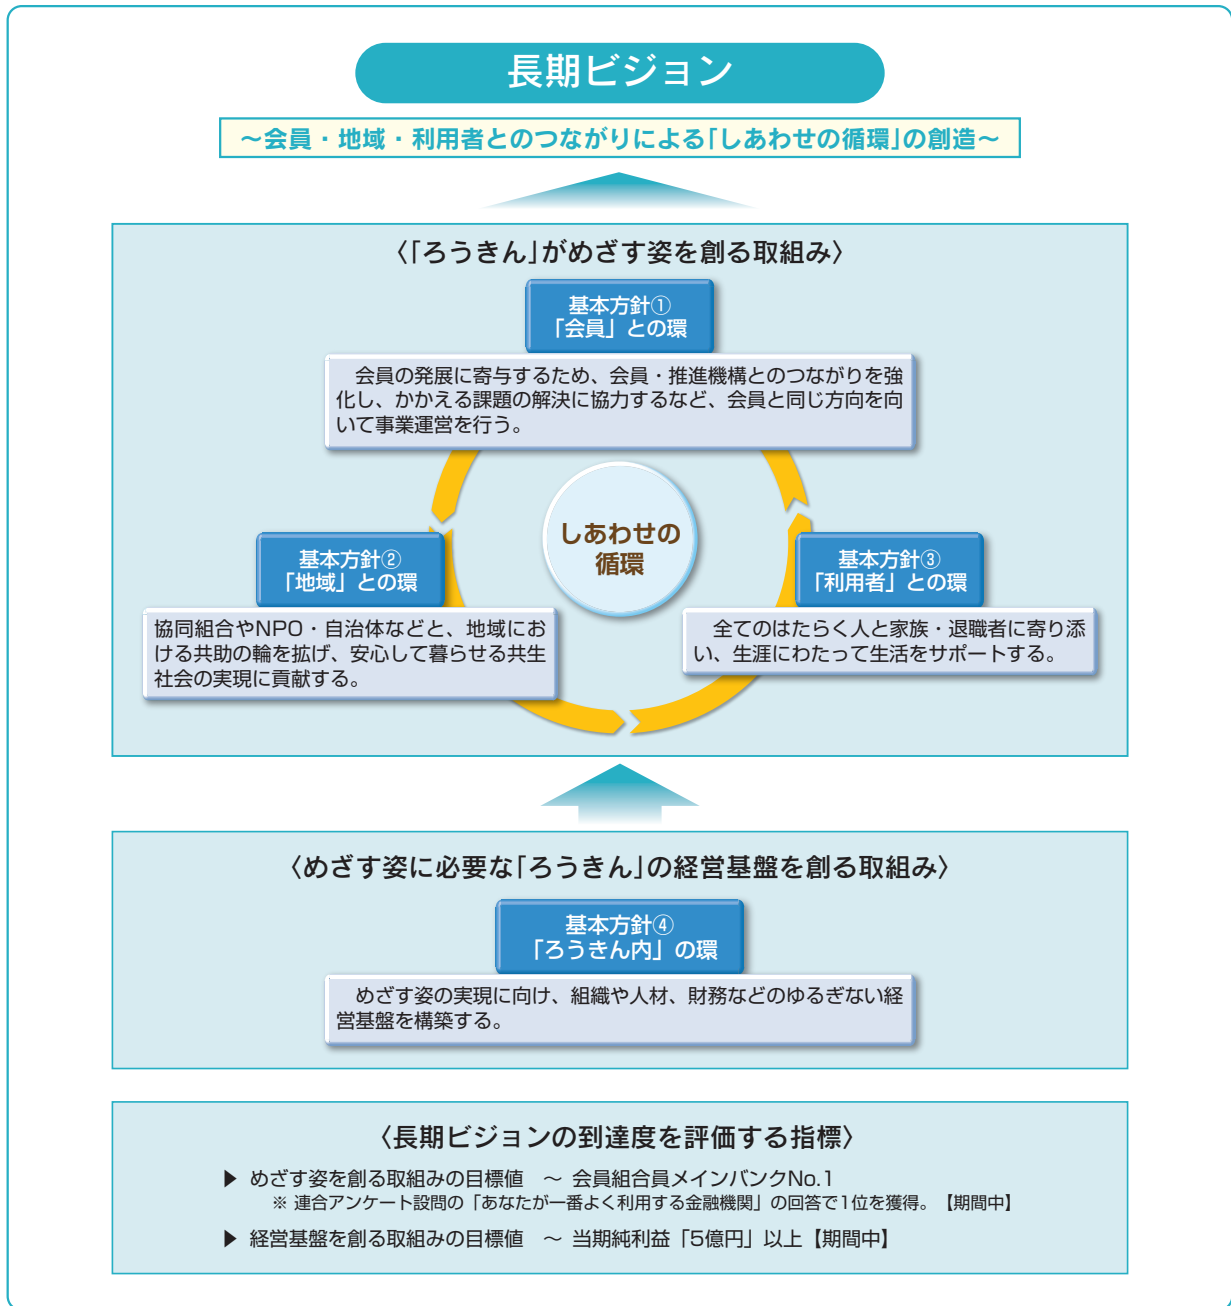 長期ビジョン
～会員・地域・利用者とのつながりによる｢しあわせの循環｣の創造～
〈｢ろうきん｣がめざす姿を創る取組み〉
基本方針①
「会員」との環
会員の発展に寄与するため、会員・推進機構とのつながりを強
化し、かかえる課題の解決に協力するなど、会員と同じ方向を向
いて事業運営を行う。
しあわせの
循環
基本方針②
「地域」との環
協同組合やNPO・自治体などと、地域にお
ける共助の輪を拡げ、安心して暮らせる共生
社会の実現に貢献する。
基本方針③
「利用者」との環
全てのはたらく人と家族・退職者に寄り添
い、生涯にわたって生活をサポートする。
〈めざす姿に必要な｢ろうきん｣の経営基盤を創る取組み〉
基本方針④
「ろうきん内」の環
めざす姿の実現に向け、組織や人材、財務などのゆるぎない経
営基盤を構築する。
〈長期ビジョンの到達度を評価する指標〉
▶ めざす姿を創る取組みの目標値　～ 会員組合員メインバンクNo.1
※ 連合アンケート設問の「あなたが一番よく利用する金融機関」の回答で1位を獲得。【期間中】
▶ 経営基盤を創る取組みの目標値　～ 当期純利益「5億円」以上【期間中】